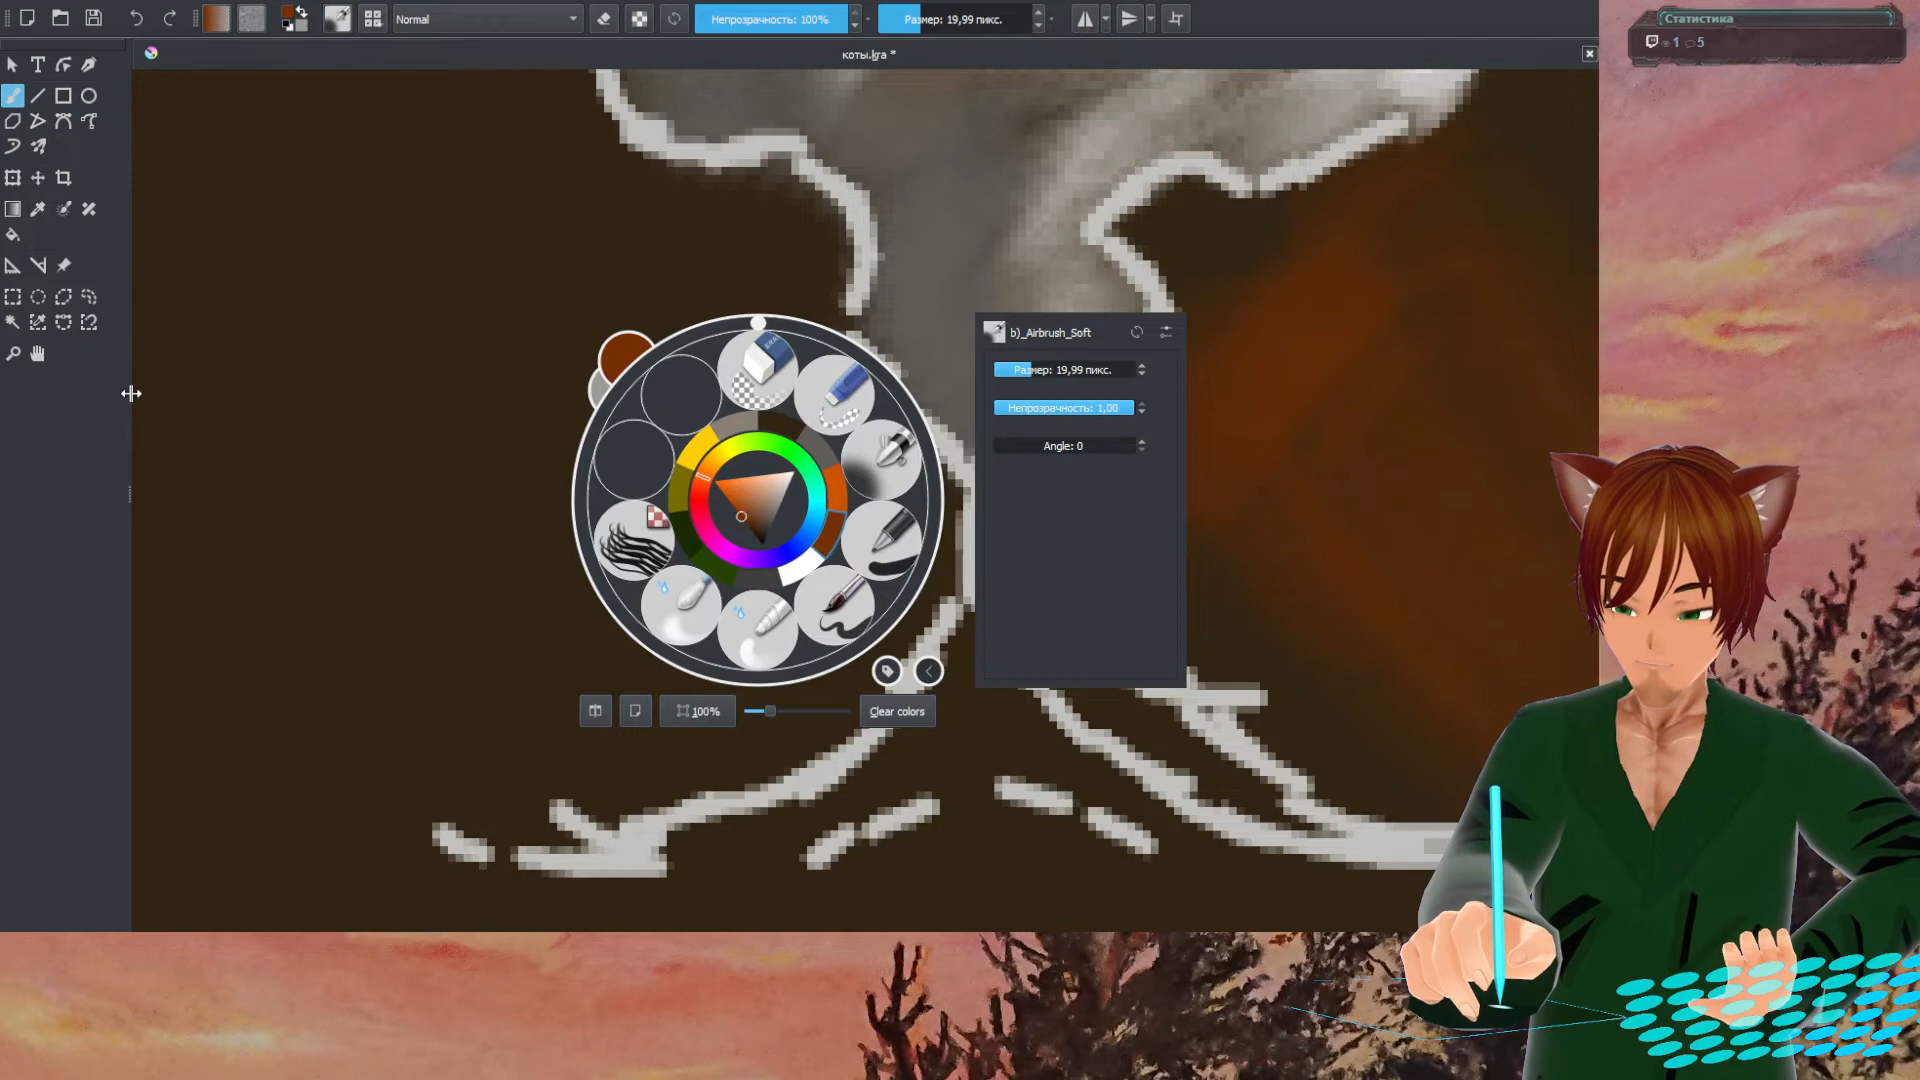 Normal
Непрозрачность: 100%
Размер: 19,99 пикс.
Статистика
1 5
коты.kra *
b)_Airbrush_Soft
Размер: 19,99 пикс.
Непрозрачность: 1,00
Angle: 0
100%
Clear colors